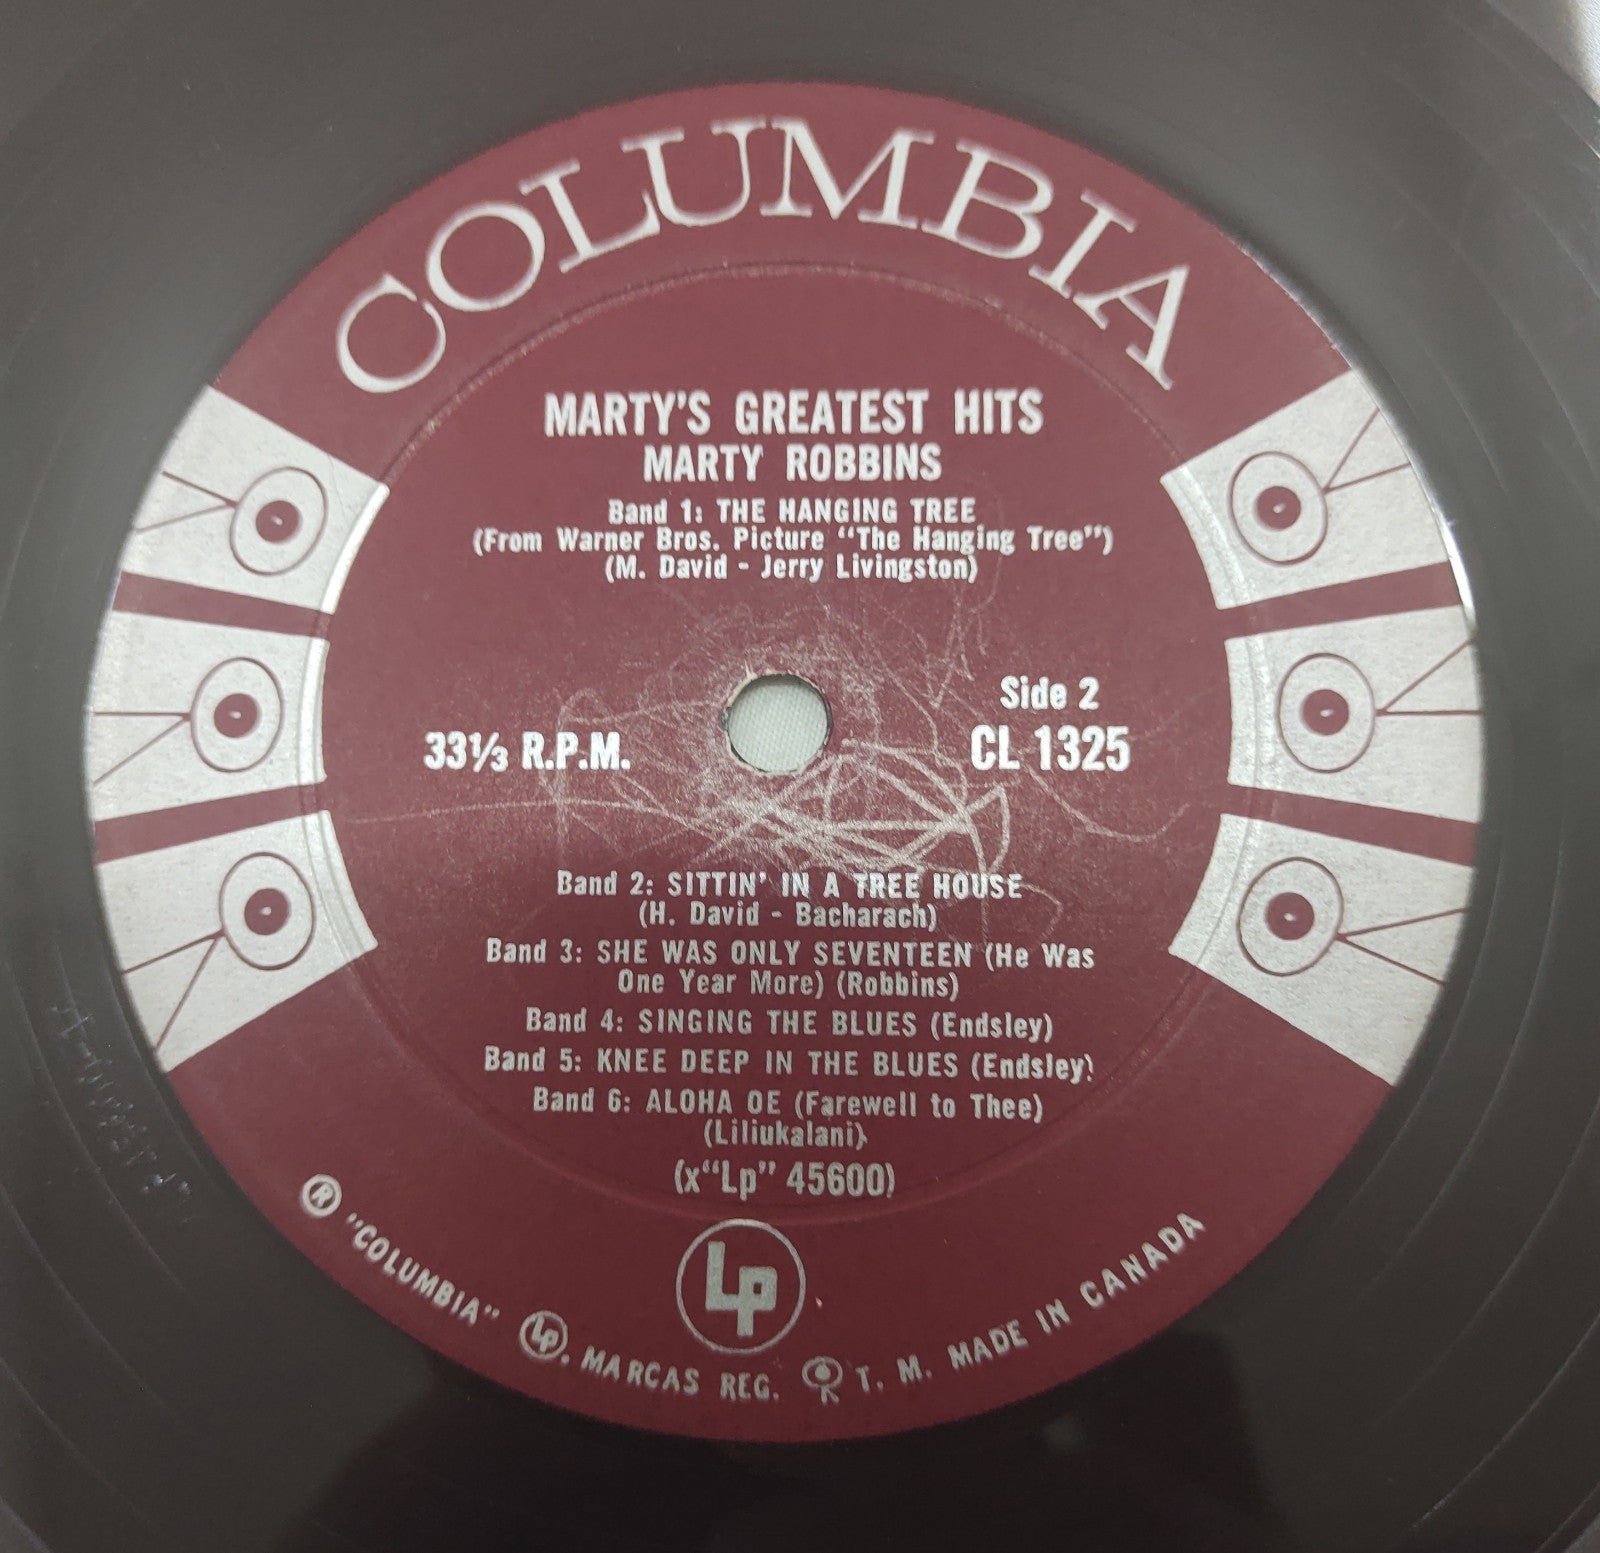 COLUMBIA
MARTY'S GREATEST HITS
MARTY ROBBINS
Band 1: THE HANGING TREE
(From Warner Bros. Picture "The Hanging Tree")
(M. David - Jerry Livingston)
Side 2
33⅓ R.P.M.
CL 1325
Band 2: SITTIN' IN A TREE HOUSE
(H. David - Bacharach)
Band 3: SHE WAS ONLY SEVENTEEN (He Was
One Year More) (Robbins)
Band 4: SINGING THE BLUES (Endsley)
Band 5: KNEE DEEP IN THE BLUES (Endsley)
Band 6: ALOHA OE (Farewell to Thee)
(Liliukalani)
(x"Lp" 45600)
LP
® "COLUMBIA" LP. MARCAS REG. T. M. MADE IN CANADA